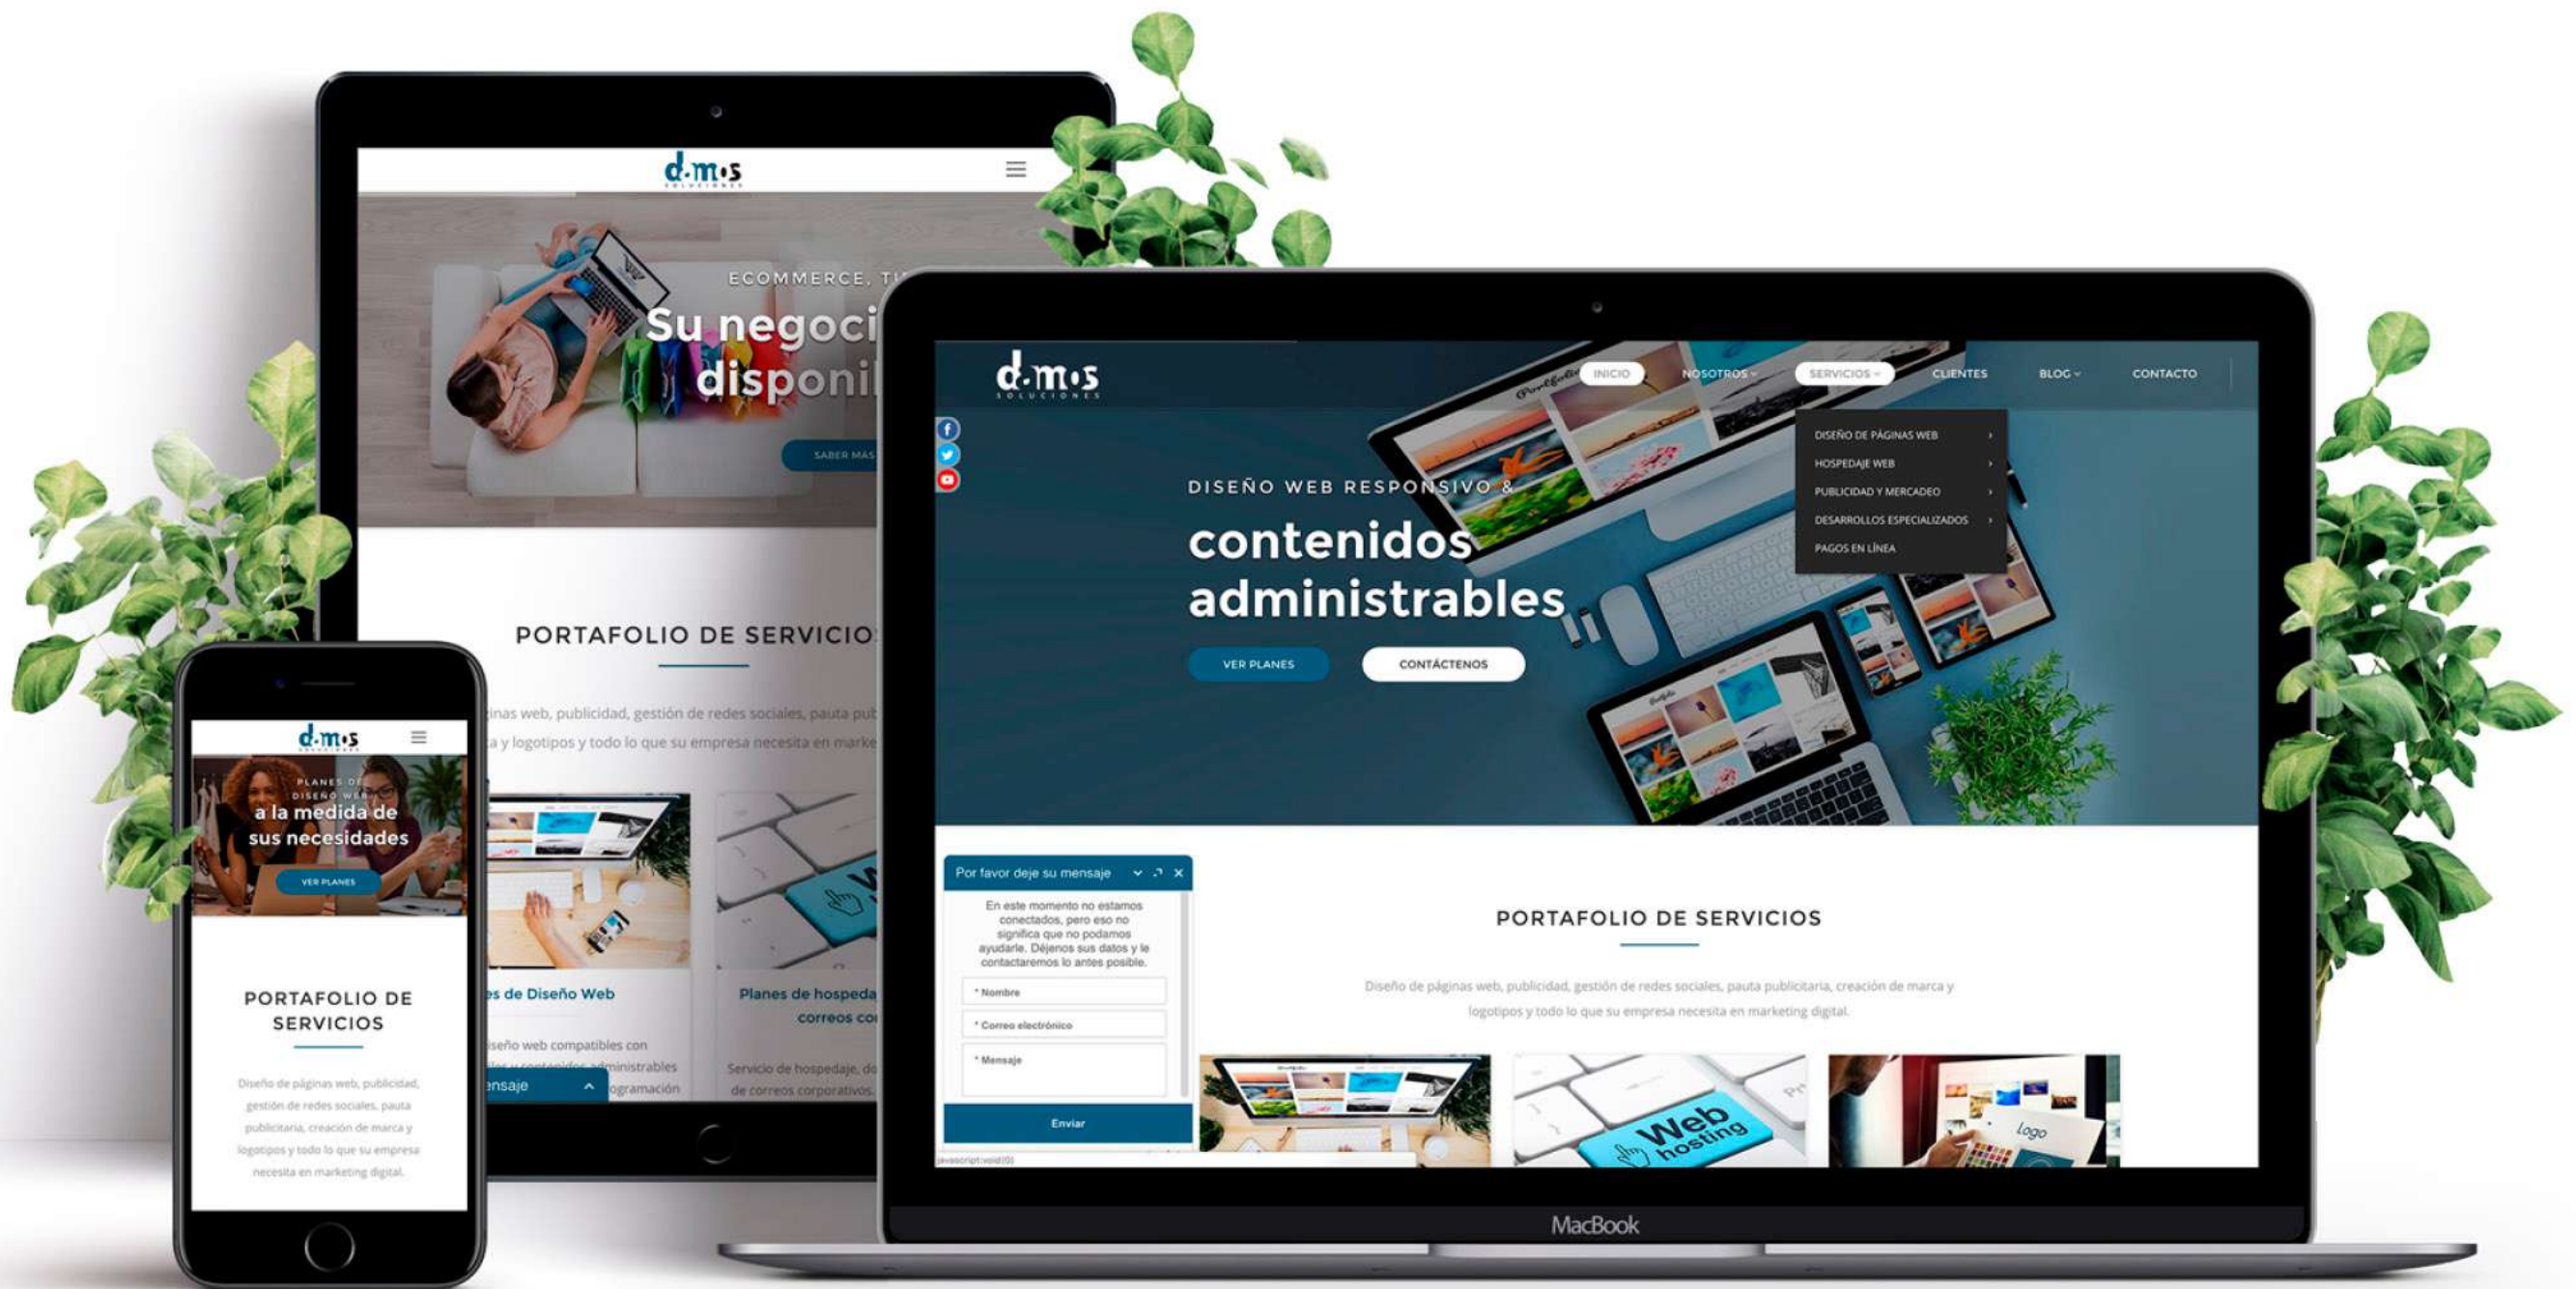 d·m·s
SOLUCIONES
ECOMMERCE,
Su negoci
disponi
SABER MÁS
PORTAFOLIO DE SERVICIO
inas web, publicidad, gestión de redes sociales, pauta pub
a y logotipos y todo lo que su empresa necesita en marke
es de Diseño Web
iseño web compatibles con
administrables
ogramación
ensaje
Planes de hospeda
correos co
Servicio de hospedaje, do
de correos corporativos.
d·m·s
SOLUCIONES
PLANES DE
DISEÑO WEB
a la medida de
sus necesidades
VER PLANES
PORTAFOLIO DE
SERVICIOS
Diseño de páginas web, publicidad,
gestión de redes sociales, pauta
publicitaria, creación de marca y
logotipos y todo lo que su empresa
necesita en marketing digital.
d·m·s
SOLUCIONES
INICIO NOSOTROS SERVICIOS CLIENTES BLOG CONTACTO
DISEÑO DE PÁGINAS WEB
HOSPEDAJE WEB
PUBLICIDAD Y MERCADEO
DESARROLLOS ESPECIALIZADOS
PAGOS EN LÍNEA
Portfolio
DISEÑO WEB RESPONSIVO &
contenidos
administrables
VER PLANES CONTÁCTENOS
Por favor deje su mensaje
En este momento no estamos
conectados, pero eso no
significa que no podamos
ayudarle. Déjenos sus datos y le
contactaremos lo antes posible.
* Nombre
* Correo electrónico
* Mensaje
Enviar
javascript:void(0)
PORTAFOLIO DE SERVICIOS
Diseño de páginas web, publicidad, gestión de redes sociales, pauta publicitaria, creación de marca y
logotipos y todo lo que su empresa necesita en marketing digital.
Web
hosting
Logo
MacBook